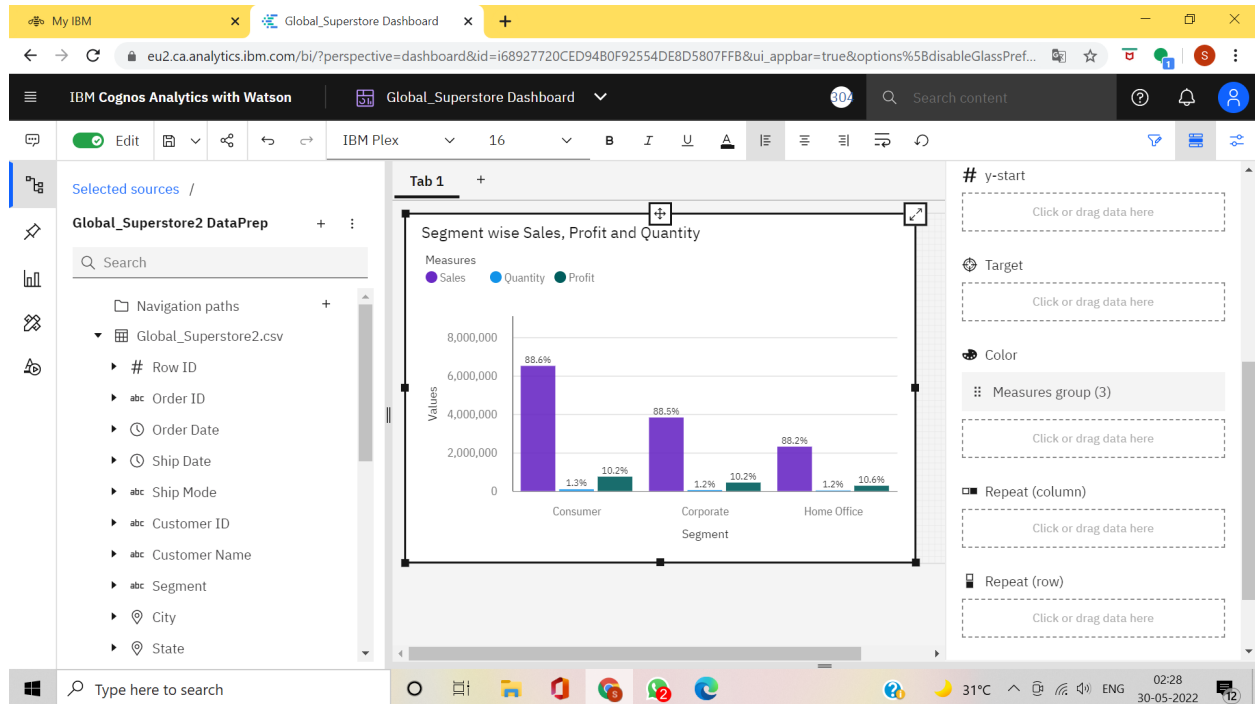 My IBM
Global_Superstore Dashboard
eu2.ca.analytics.ibm.com/bi/?perspective=dashboard&id=i68927720CED94B0F92554DE8D5807FFB&ui_appbar=true&options%5BdisableGlassPref...
S
1
IBM Cognos Analytics with Watson
Global_Superstore Dashboard
304
Search content
Edit
IBM Plex
16
B
I
U
A
Selected sources /
Global_Superstore2 DataPrep
Search
Navigation paths
Global_Superstore2.csv
# Row ID
abc Order ID
Order Date
Ship Date
abc Ship Mode
abc Customer ID
abc Customer Name
abc Segment
City
State
Tab 1
Segment wise Sales, Profit and Quantity
Measures
Sales Quantity Profit
Values
8,000,000
6,000,000
4,000,000
2,000,000
0
88.6%
1.3%
10.2%
88.5%
1.2%
10.2%
88.2%
1.2%
10.6%
Consumer Corporate Home Office
Segment
# y-start
Click or drag data here
Target
Click or drag data here
Color
Measures group (3)
Click or drag data here
Repeat (column)
Click or drag data here
Repeat (row)
Click or drag data here
Type here to search
S
2
31°C
ENG
02:28
30-05-2022
12